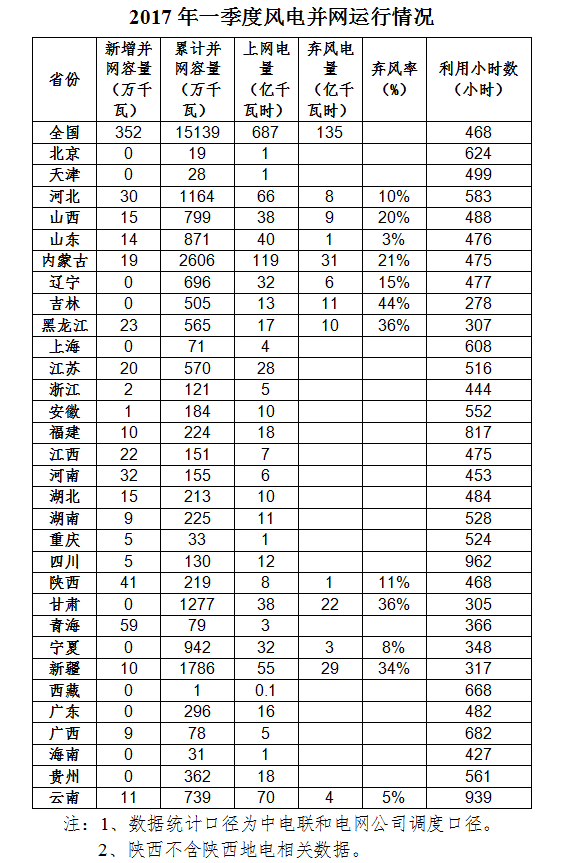 2017 年一季度风电并网运行情况
省份 新增并网容量（万千瓦） 累计并网容量（万千瓦） 上网电量（亿千瓦时） 弃风电量（亿千瓦时） 弃风率（%） 利用小时数（小时）
全国 352 15139 687 135 468
北京 0 19 1 624
天津 0 28 1 499
河北 30 1164 66 8 10% 583
山西 15 799 38 9 20% 488
山东 14 871 40 1 3% 476
内蒙古 19 2606 119 31 21% 475
辽宁 0 696 32 6 15% 477
吉林 0 505 13 11 44% 278
黑龙江 23 565 17 10 36% 307
上海 0 71 4 608
江苏 20 570 28 516
浙江 2 121 5 444
安徽 1 184 10 552
福建 10 224 18 817
江西 22 151 7 475
河南 32 155 6 453
湖北 15 213 10 484
湖南 9 225 11 528
重庆 5 33 1 524
四川 5 130 12 962
陕西 41 219 8 1 11% 468
甘肃 0 1277 38 22 36% 305
青海 59 79 3 366
宁夏 0 942 32 3 8% 348
新疆 10 1786 55 29 34% 317
西藏 0 1 0.1 668
广东 0 296 16 482
广西 9 78 5 682
海南 0 31 1 427
贵州 0 362 18 561
云南 11 739 70 4 5% 939
注：1、数据统计口径为中电联和电网公司调度口径。
2、陕西不含陕西地电相关数据。